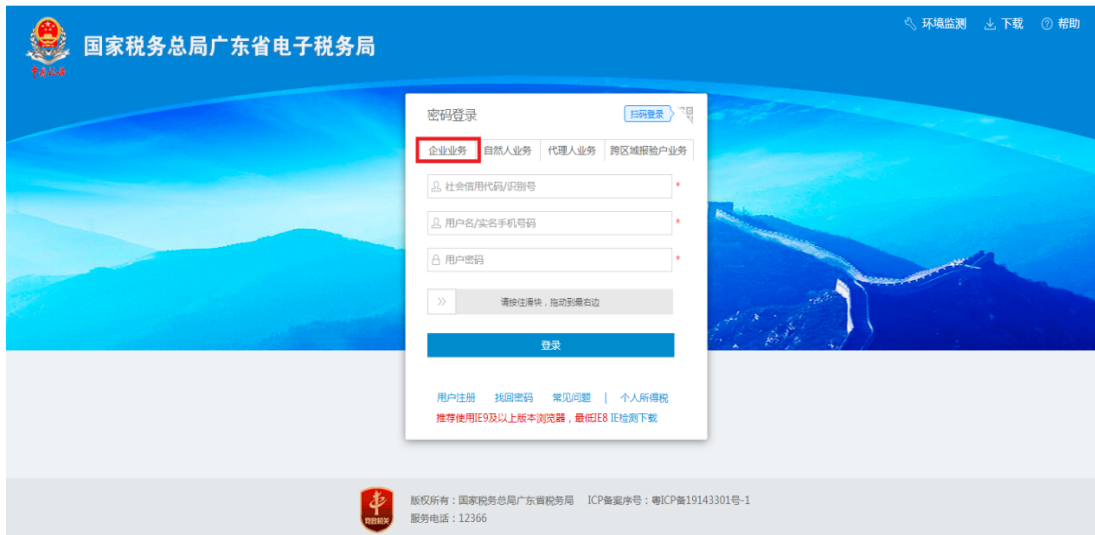 环境监测 下载 帮助
国家税务总局广东省电子税务局
中国税务
密码登录 扫码登录
企业业务 自然人业务 代理人业务 跨区域报验户业务
社会信用代码/识别号 *
用户名/实名手机号码 *
用户密码 *
>> 请按住滑块，拖动到最右边
登录
用户注册 找回密码 常见问题 | 个人所得税
推荐使用IE9及以上版本浏览器，最低IE8 IE检测下载
版权所有：国家税务总局广东省税务局 ICP备案序号：粤ICP备19143301号-1
党政机关
服务电话：12366